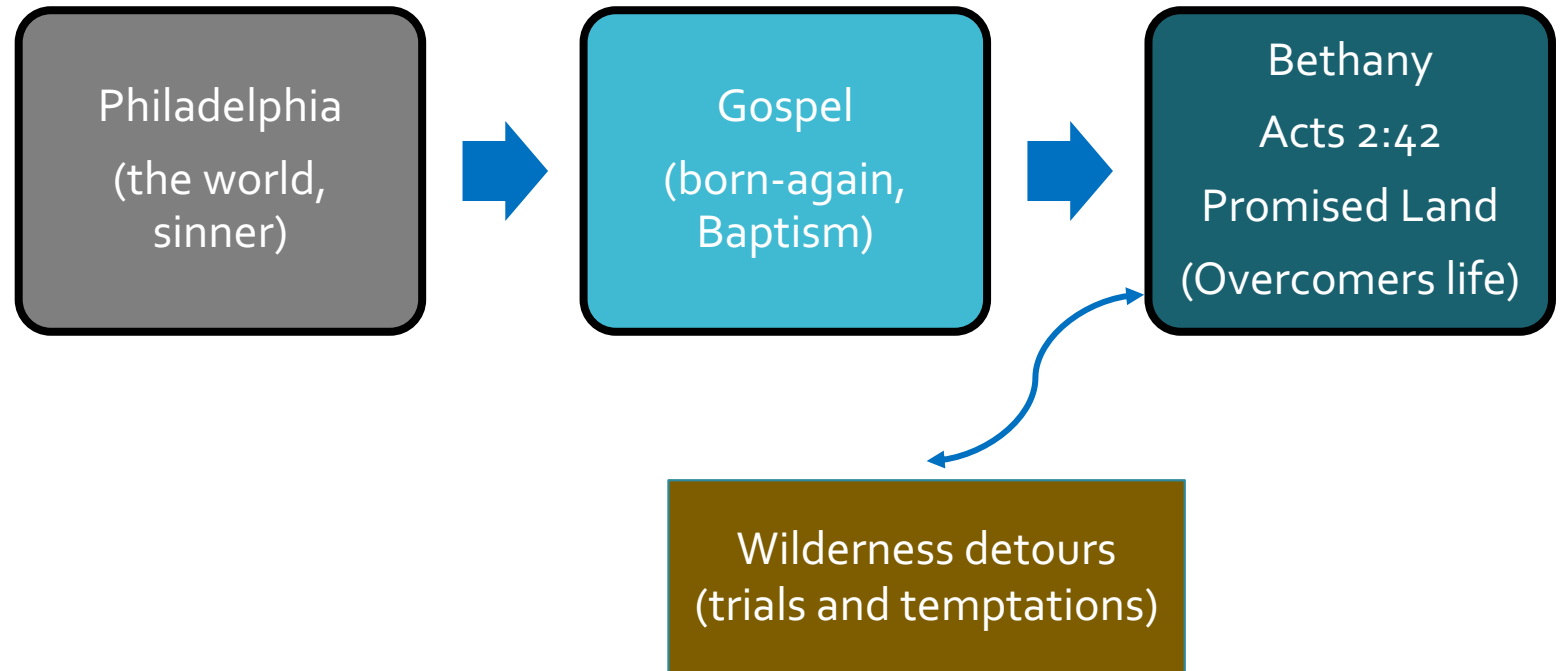 Philadelphia
(the world,
sinner)
Gospel
(born-again,
Baptism)
Bethany
Acts 2:42
Promised Land
(Overcomers life)
Wilderness detours
(trials and temptations)